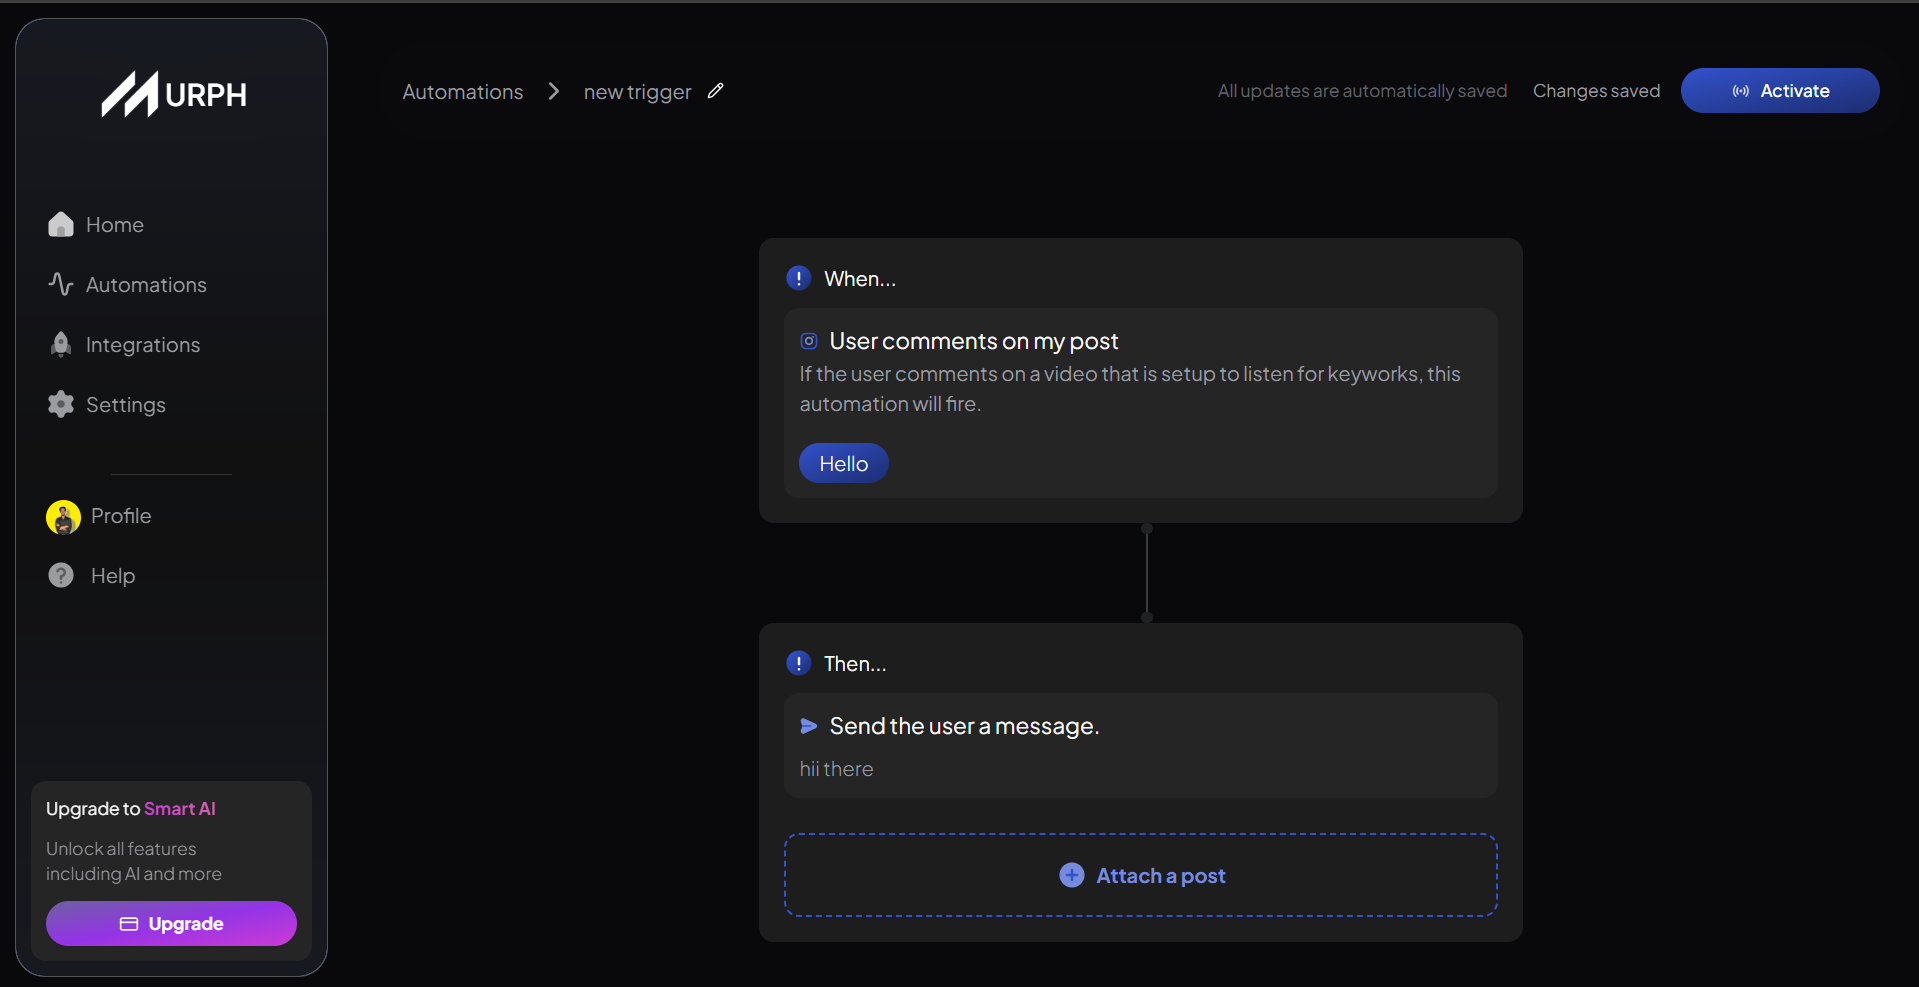 URPH
Automations > new trigger
All updates are automatically saved
Changes saved
Activate
Home
Automations
Integrations
Settings
Profile
Help
Upgrade to Smart AI
Unlock all features
including AI and more
Upgrade
When...
User comments on my post
If the user comments on a video that is setup to listen for keyworks, this
automation will fire.
Hello
Then...
Send the user a message.
hii there
Attach a post